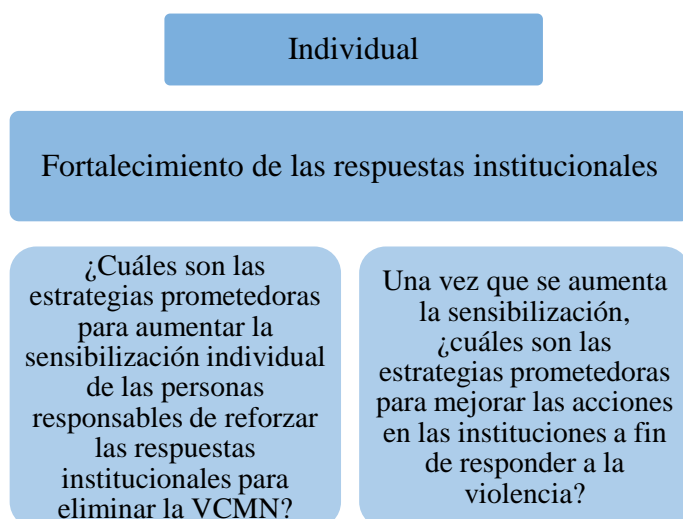 Individual
Fortalecimiento de las respuestas institucionales
¿Cuáles son las
estrategias prometedoras
para aumentar la
sensibilización individual
de las personas
responsables de reforzar
las respuestas
institucionales para
eliminar la VCMN?
Una vez que se aumenta
la sensibilización,
¿cuáles son las
estrategias prometedoras
para mejorar las acciones
en las instituciones a fin
de responder a la
violencia?